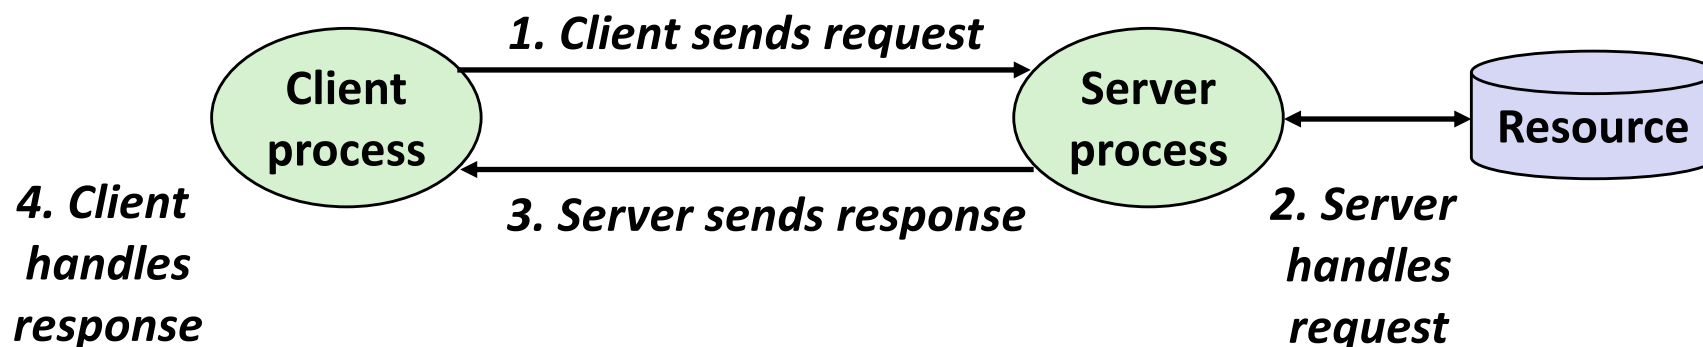 1. Client sends request
Client
process
Server
process
Resource
3. Server sends response
4. Client
handles
response
2. Server
handles
request